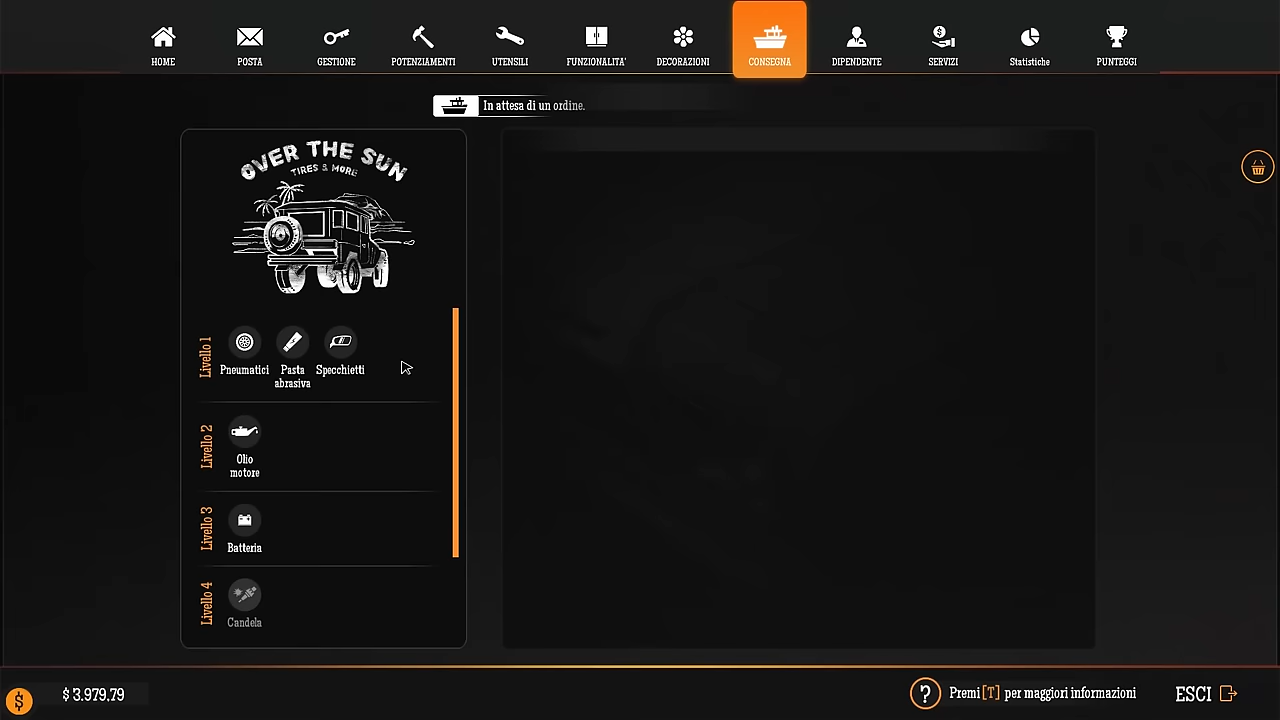 HOME
POSTA
GESTIONE
POTENZIAMENTI
UTENSILI
FUNZIONALITA'
DECORAZIONI
CONSEGNA
DIPENDENTE
SERVIZI
Statistiche
PUNTEGGI
In attesa di un ordine.
OVER THE SUN
TIRES & MORE
Livello 1
Pneumatici
Pasta
abrasiva
Specchietti
Livello 2
Olio
motore
Livello 3
Batteria
Livello 4
Candela
$ 3.979,79
Premi [T] per maggiori informazioni
ESCI